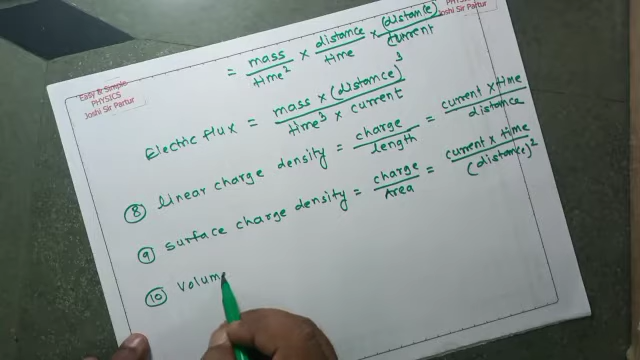 = mass/time² × distance/time × (distance)²/current
Easy & Simple
PHYSICS
Joshi Sir Partur
Electric flux = mass × (distance)³ / time³ × current
⑧ linear charge density = charge/length = current × time/distance
⑨ surface charge density = charge/Area = current × time/(distance)²
⑩ Volum